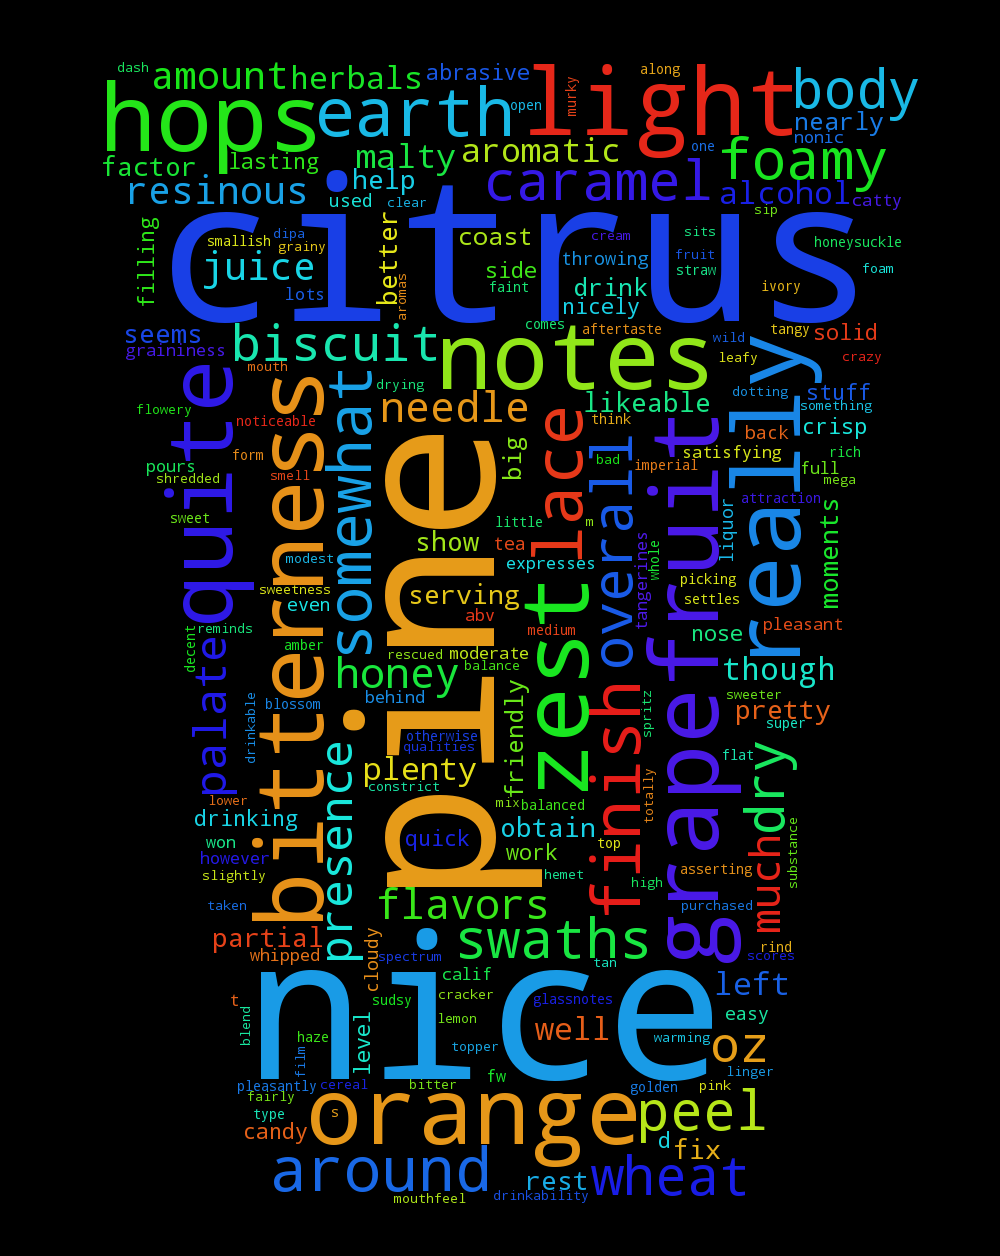 dash
amount
herbals
abrasive
light
along
body
hops
earth
open
murky
nearly
nonic
factor
lasting
malty
aromatic
one
foamy
resinous
help
caramel
alcohol
catty
used
clear
sip
citrus
filling
smallish
dipa
grainy
better
coast
cream
sits
honeysuckle
juice
side
throwing
fruit
straw
foam
lots
aromas
faint
drink
nicely
ivory
seems
graininess
biscuit
notes
comes
aftertaste
wild
tangy
solid
leafy
crazy
mouth
quite
bitterness
somewhat
drying
needle
lace
likeable
really
dotting
stuff
something
flowery
noticeable
think
back
crisp
form
pine
big
overall
grapefruit
satisfying
pours
shredded
smell
bad
imperial
full
rich
mega
attraction
sweet
little
m
liquor
moments
show
tea
expresses
tangerines
whole
modest
sweetness
serving
zest
picking
settles
even
abv
medium
nose
pleasant
reminds
decent
amber
rescued
moderate
balance
though
palate
honey
finish
sweeter
drinkable
blossom
behind
friendly
spritz
pretty
super
otherwise
qualities
presence
plenty
flat
dry
constrict
totally
lower
mix
balanced
drinking
quick
obtain
won
however
work
top
much
substance
slightly
hemet
high
asserting
taken
flavors
purchased
partial
whipped
cloudy
spectrum
swaths
tan
rind
scores
nice
calif
left
t
sudsy
cracker
glassnotes
easy
blend
haze
level
lemon
well
warming
oz
film
topper
linger
pleasantly
cereal
bitter
fw
golden
pink
fairly
type
s
orange
peel
candy
d
fix
around
rest
wheat
mouthfeel
drinkability